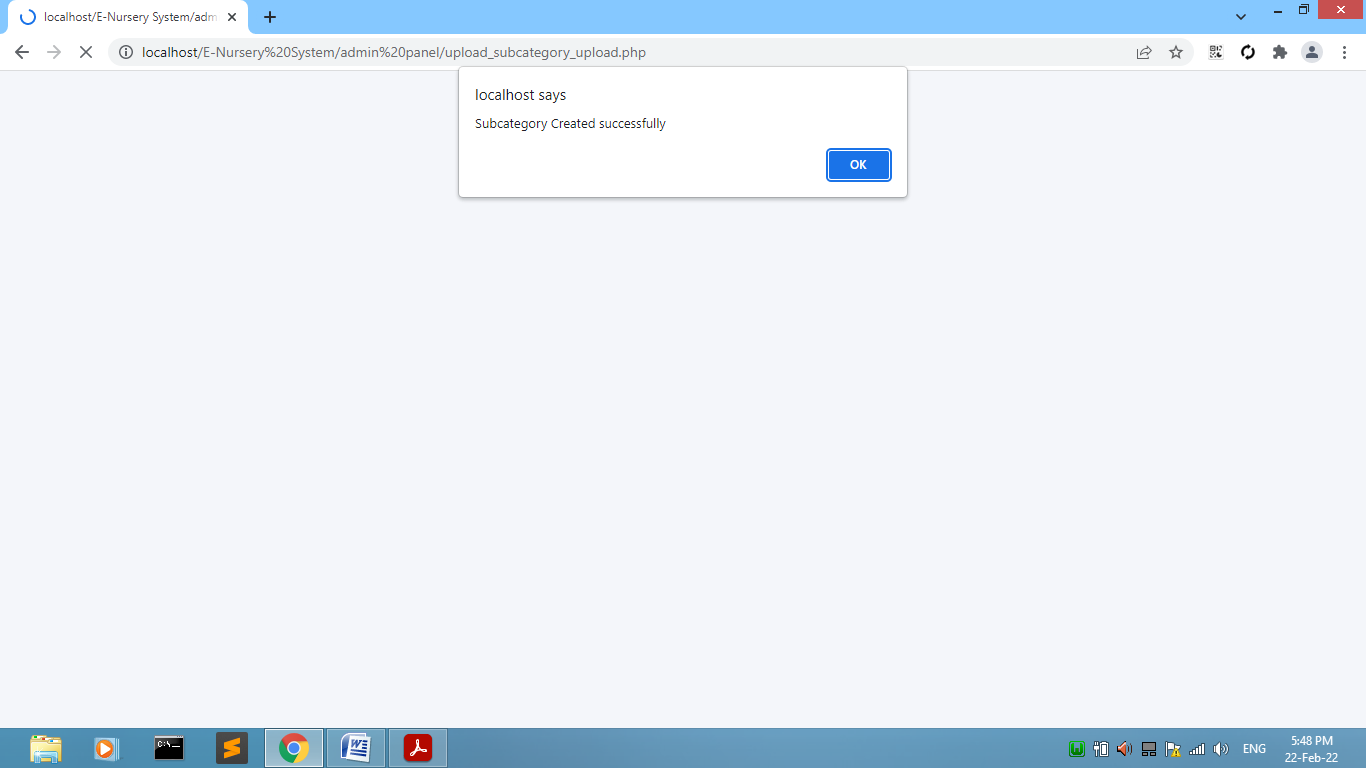 localhost/E-Nursery System/adm
localhost/E-Nursery%20System/admin%20panel/upload_subcategory_upload.php
localhost says
Subcategory Created successfully
OK
C:\.
ENG
5:48 PM
22-Feb-22